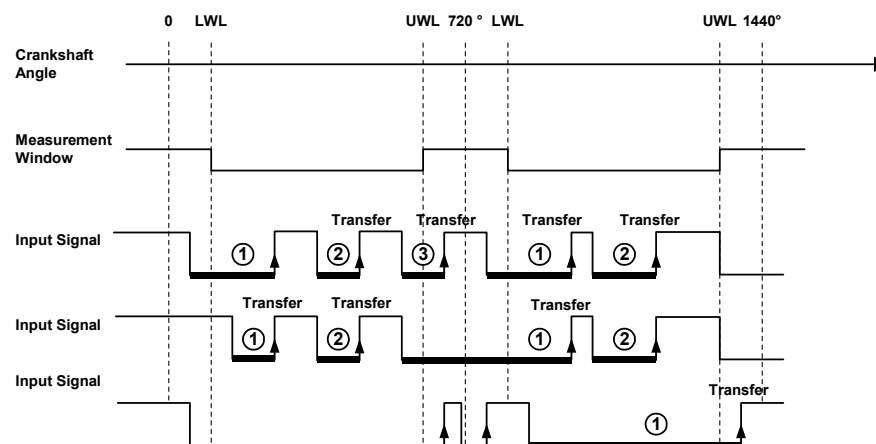 0 LWL UWL 720 ° LWL UWL 1440°
Crankshaft
Angle
Measurement
Window
Transfer Transfer Transfer Transfer
Input Signal
① ② ③ ① ②
Transfer Transfer Transfer
Input Signal
① ② ① ②
Input Signal
Transfer
①